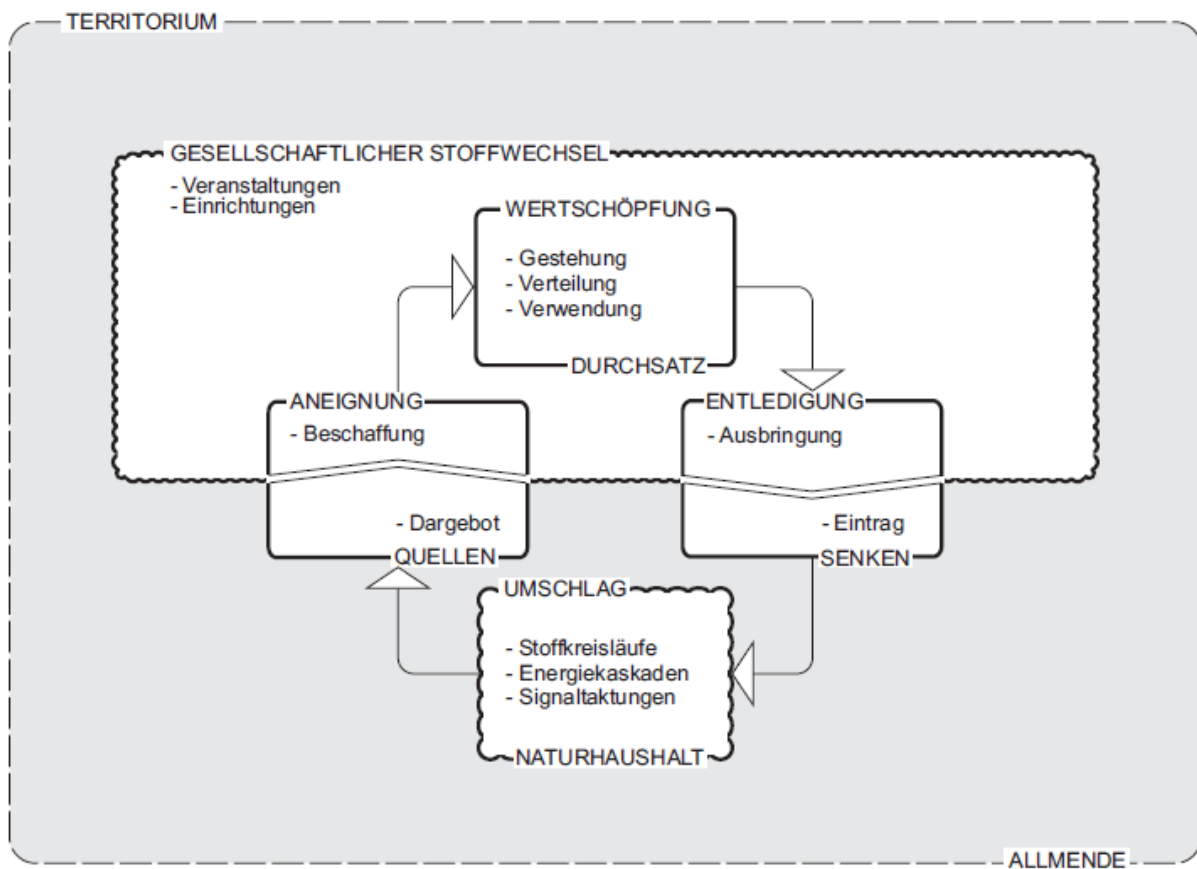 TERRITORIUM
GESELLSCHAFTLICHER STOFFWECHSEL
- Veranstaltungen
- Einrichtungen
WERTSCHÖPFUNG
- Gestehung
- Verteilung
- Verwendung
DURCHSATZ
ANEIGNUNG
- Beschaffung
ENTLEDIGUNG
- Ausbringung
- Dargebot
QUELLEN
- Eintrag
SENKEN
UMSCHLAG
- Stoffkreisläufe
- Energiekaskaden
- Signaltaktungen
NATURHAUSHALT
ALLMENDE